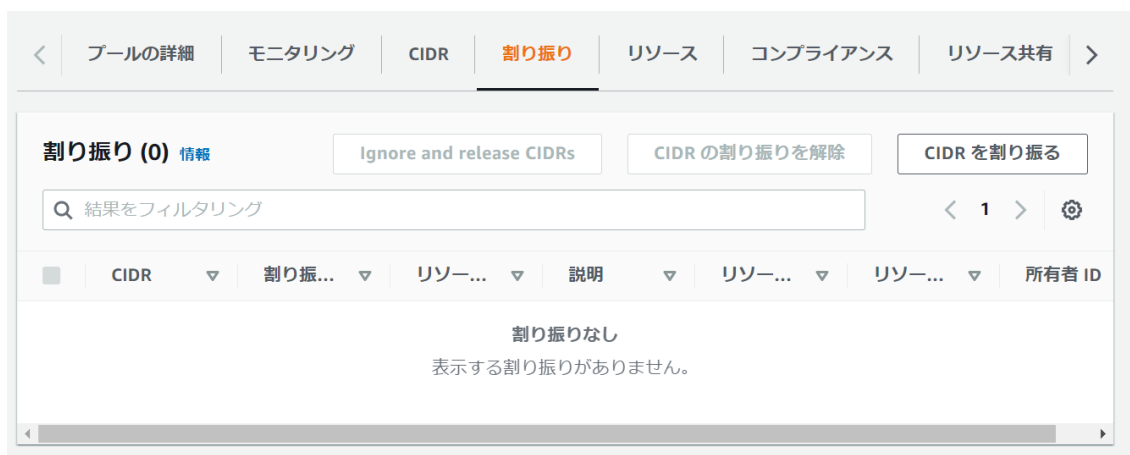 プールの詳細 モニタリング CIDR 割り振り リソース コンプライアンス リソース共有
割り振り (0) 情報 Ignore and release CIDRs CIDR の割り振りを解除 CIDR を割り振る
結果をフィルタリング 1
CIDR 割り振... リソー... 説明 リソー... リソー... 所有者 ID
割り振りなし
表示する割り振りがありません。